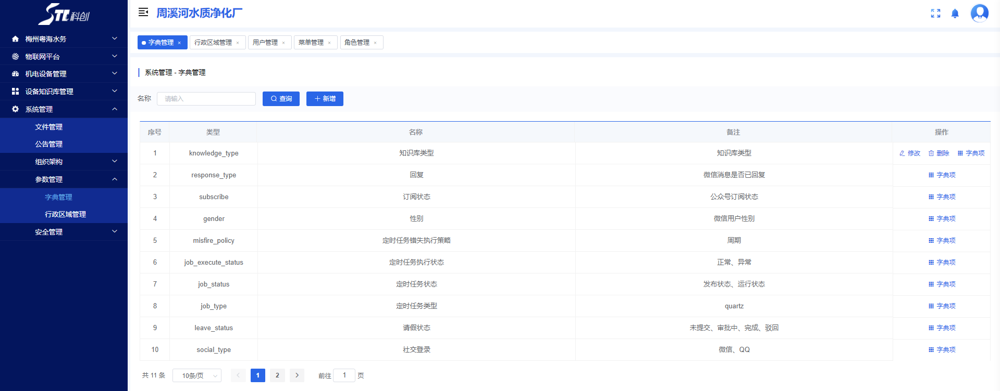 STC科创
周溪河水质净化厂
梅州粤海水务
物联网平台
机电设备管理
设备知识库管理
系统管理
文件管理
公告管理
组织架构
参数管理
字典管理
行政区域管理
安全管理
字典管理 × 行政区域管理 × 用户管理 × 菜单管理 × 角色管理 ×
系统管理 - 字典管理
名称 请输入 查询 新增
序号 类型 名称 备注 操作
1 knowledge_type 知识库类型 知识库类型 修改 删除 字典项
2 response_type 回复 微信消息是否已回复 字典项
3 subscribe 订阅状态 公众号订阅状态 字典项
4 gender 性别 微信用户性别 字典项
5 misfire_policy 定时任务错失执行策略 周期 字典项
6 job_execute_status 定时任务执行状态 正常、异常 字典项
7 job_status 定时任务状态 发布状态、运行状态 字典项
8 job_type 定时任务类型 quartz 字典项
9 leave_status 请假状态 未提交、审批中、完成、驳回 字典项
10 social_type 社交登录 微信、QQ 字典项
共 11 条 10条/页 1 2 前往 1 页